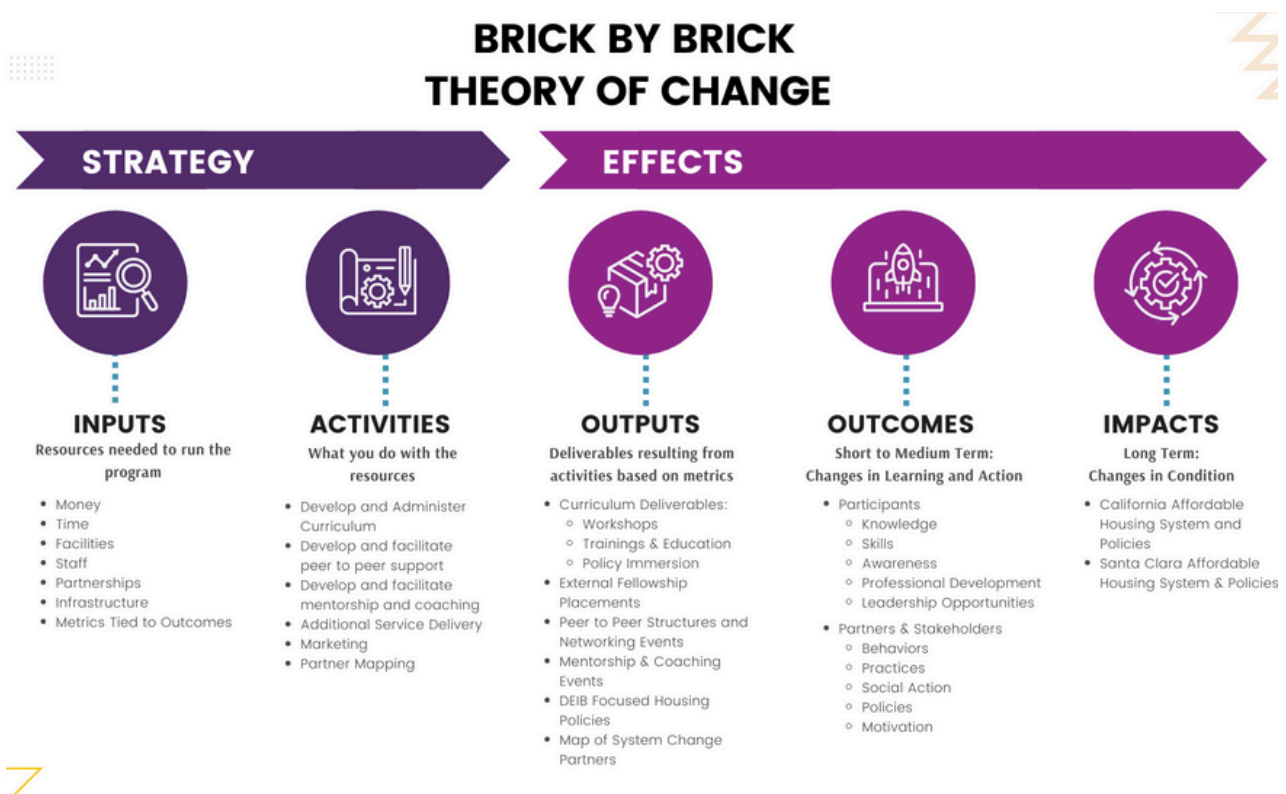 BRICK BY BRICK
THEORY OF CHANGE
STRATEGY
EFFECTS
INPUTS
Resources needed to run the
program
• Money
• Time
• Facilities
• Staff
• Partnerships
• Infrastructure
• Metrics Tied to Outcomes
ACTIVITIES
What you do with the
resources
• Develop and Administer
Curriculum
• Develop and facilitate
peer to peer support
• Develop and facilitate
mentorship and coaching
• Additional Service Delivery
• Marketing
• Partner Mapping
OUTPUTS
Deliverables resulting from
activities based on metrics
• Curriculum Deliverables:
◦ Workshops
◦ Trainings & Education
◦ Policy Immersion
• External Fellowship
Placements
• Peer to Peer Structures and
Networking Events
• Mentorship & Coaching
Events
• DEIB Focused Housing
Policies
• Map of System Change
Partners
OUTCOMES
Short to Medium Term:
Changes in Learning and Action
• Participants
◦ Knowledge
◦ Skills
◦ Awareness
◦ Professional Development
◦ Leadership Opportunities
• Partners & Stakeholders
◦ Behaviors
◦ Practices
◦ Social Action
◦ Policies
◦ Motivation
IMPACTS
Long Term:
Changes in Condition
• California Affordable
Housing System and
Policies
• Santa Clara Affordable
Housing System & Policies